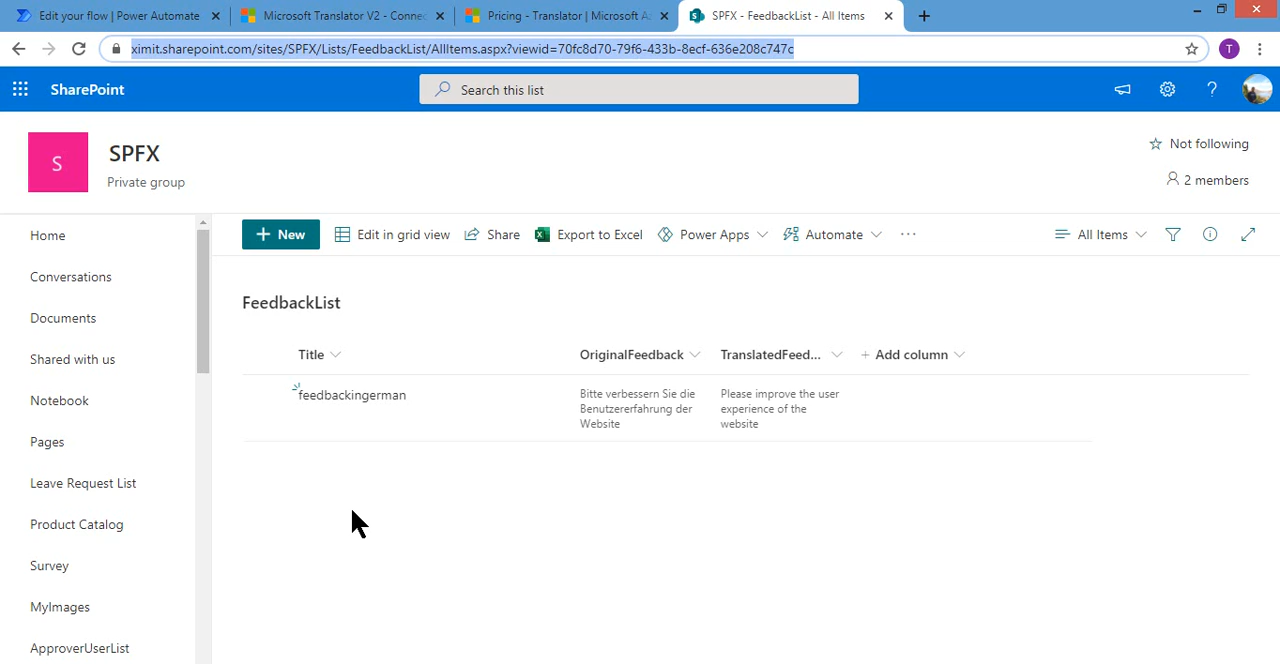 Edit your flow | Power Automate
Microsoft Translator V2 - Connec
Pricing - Translator | Microsoft A
SPFX - FeedbackList - All Items
ximit.sharepoint.com/sites/SPFX/Lists/FeedbackList/AllItems.aspx?viewid=70fc8d70-79f6-433b-8ecf-636e208c747c
T
SharePoint
Search this list
S
SPFX
Private group
Not following
2 members
Home
Conversations
Documents
Shared with us
Notebook
Pages
Leave Request List
Product Catalog
Survey
MyImages
ApproverUserList
New
Edit in grid view
Share
Export to Excel
Power Apps
Automate
All Items
FeedbackList
Title
OriginalFeedback
TranslatedFeed...
Add column
feedbackingerman
Bitte verbessern Sie die
Benutzererfahrung der
Website
Please improve the user
experience of the
website